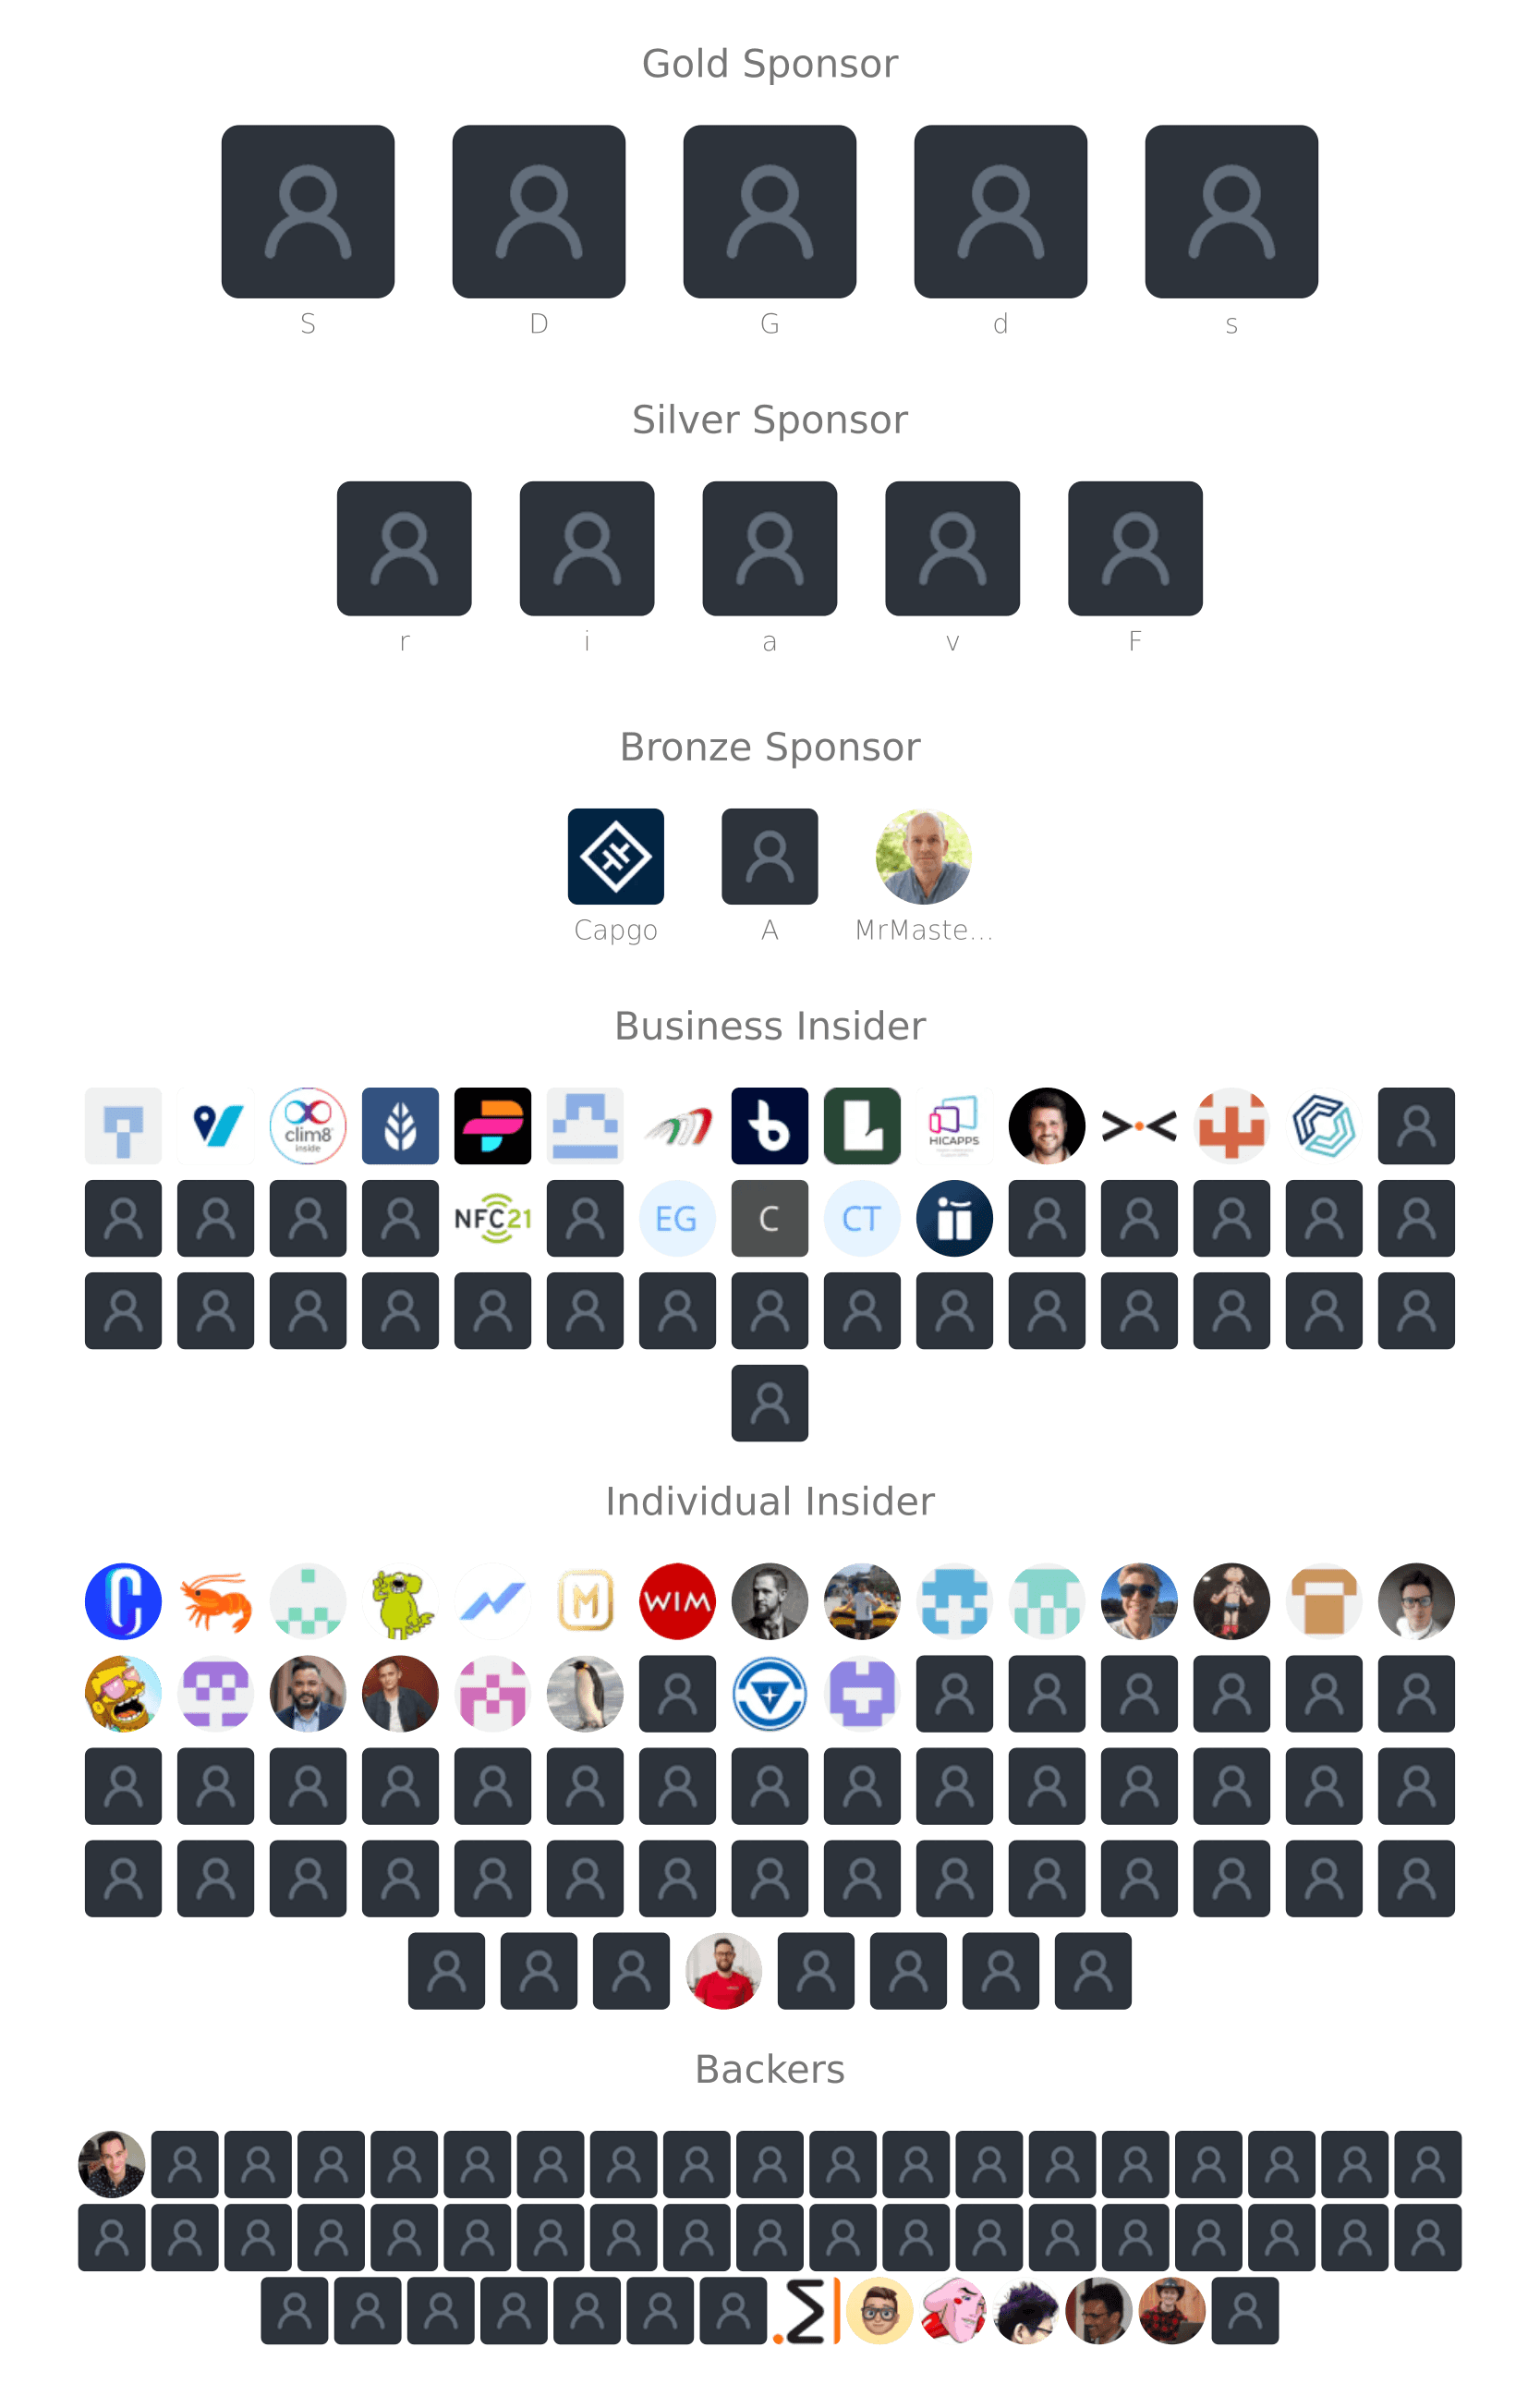 Gold Sponsor
S D G d s
Silver Sponsor
r i a v F
Bronze Sponsor
Capgo A MrMaste...
Business Insider
clim8
inside
HICAPPS
NFC21 EG C CT
Individual Insider
M WIM
Backers